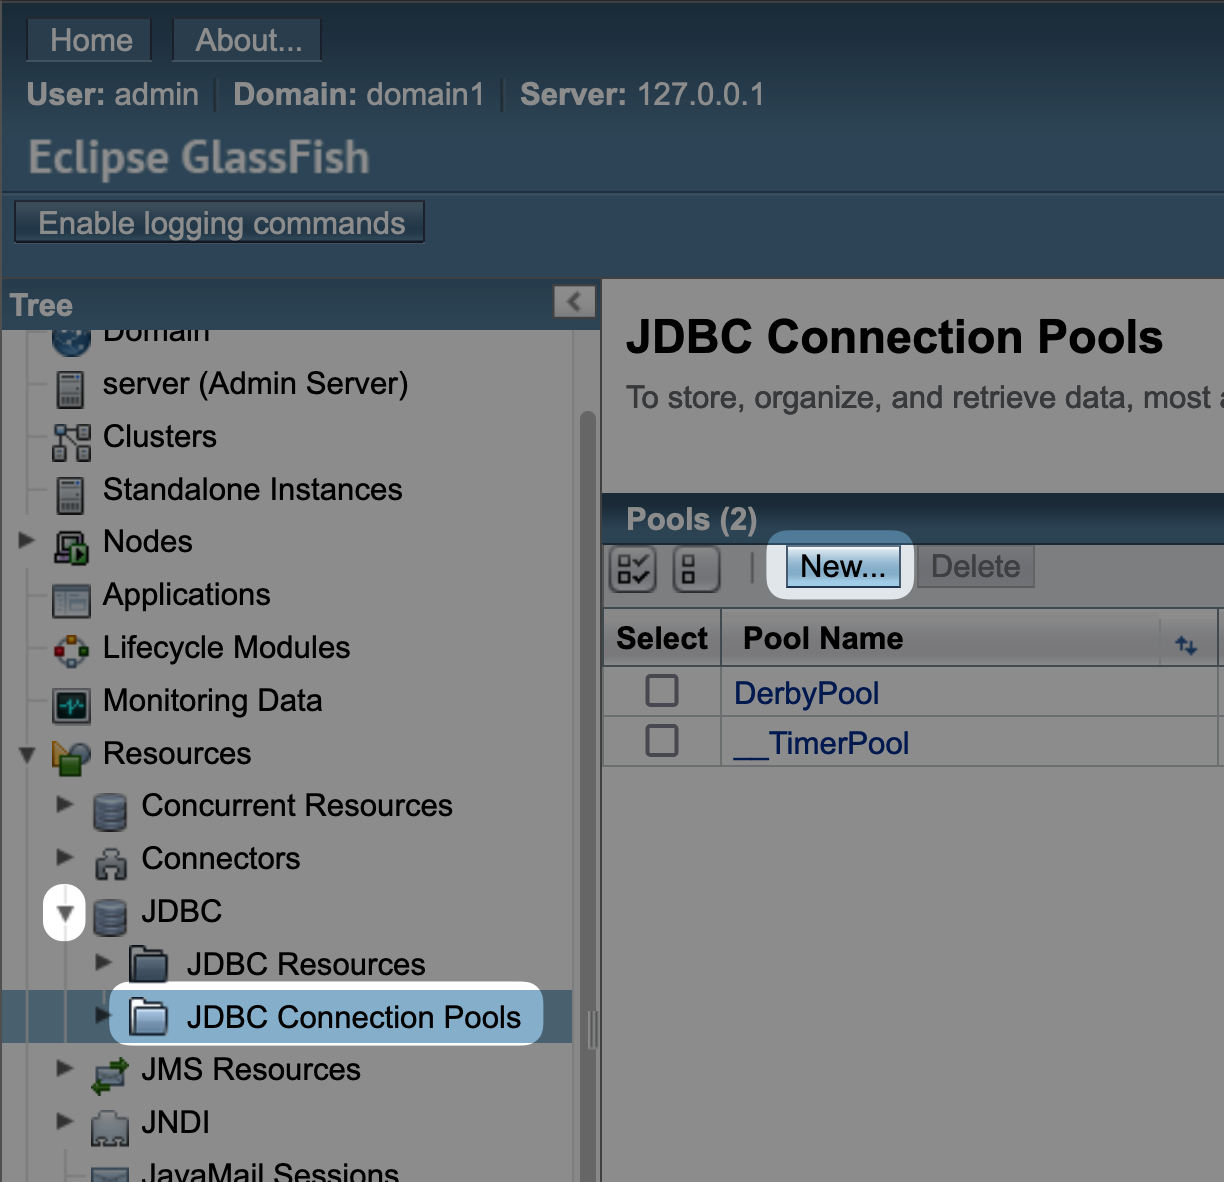 Home About...
User: admin Domain: domain1 Server: 127.0.0.1
Eclipse GlassFish
Enable logging commands
Tree
Domain
server (Admin Server)
Clusters
Standalone Instances
Nodes
Applications
Lifecycle Modules
Monitoring Data
Resources
Concurrent Resources
Connectors
JDBC
JDBC Resources
JDBC Connection Pools
JMS Resources
JNDI
JavaMail Sessions
JDBC Connection Pools
To store, organize, and retrieve data, most
Pools (2)
New... Delete
Select Pool Name
DerbyPool
__TimerPool